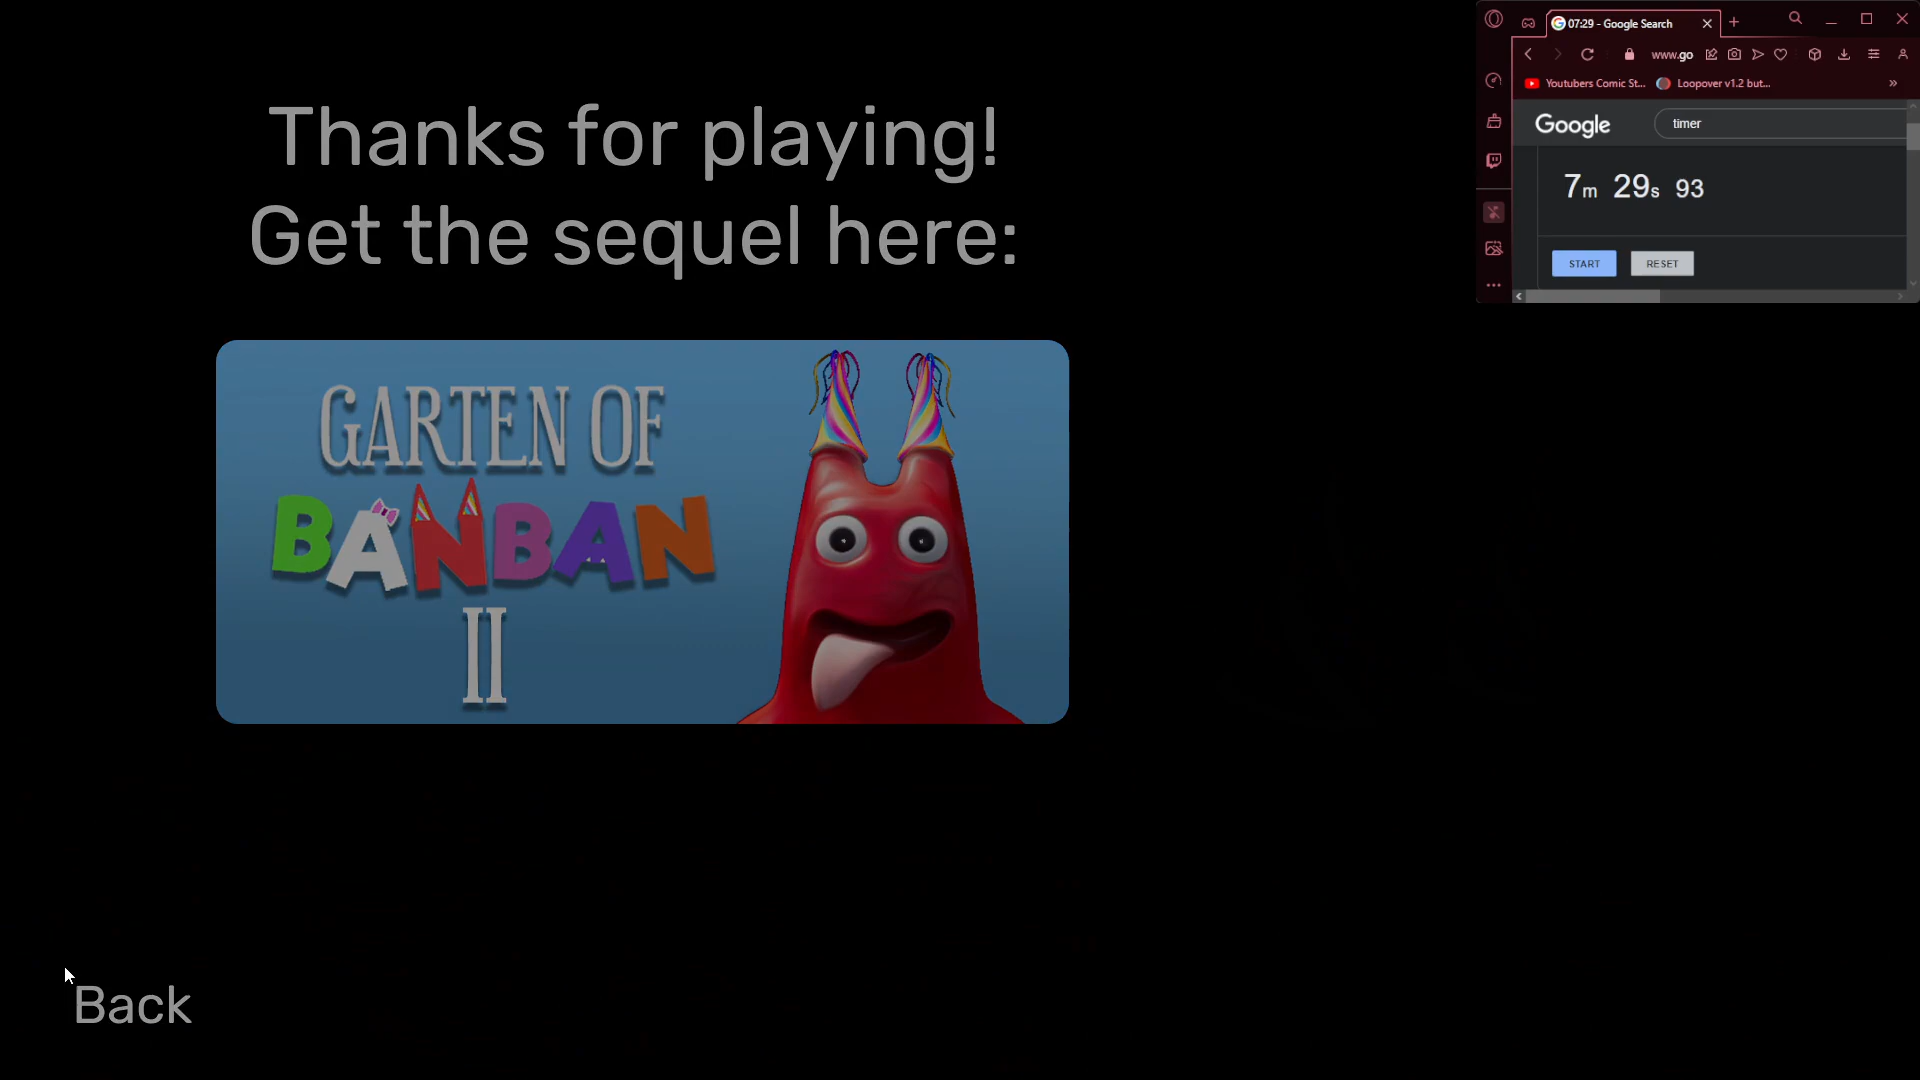 Thanks for playing!
Get the sequel here:
GARTEN OF
BANBAN
II
Back
07:29 - Google Search
www.go
Youtubers Comic St...
Loopover v1.2 but...
Google
timer
7m 29s 93
START
RESET